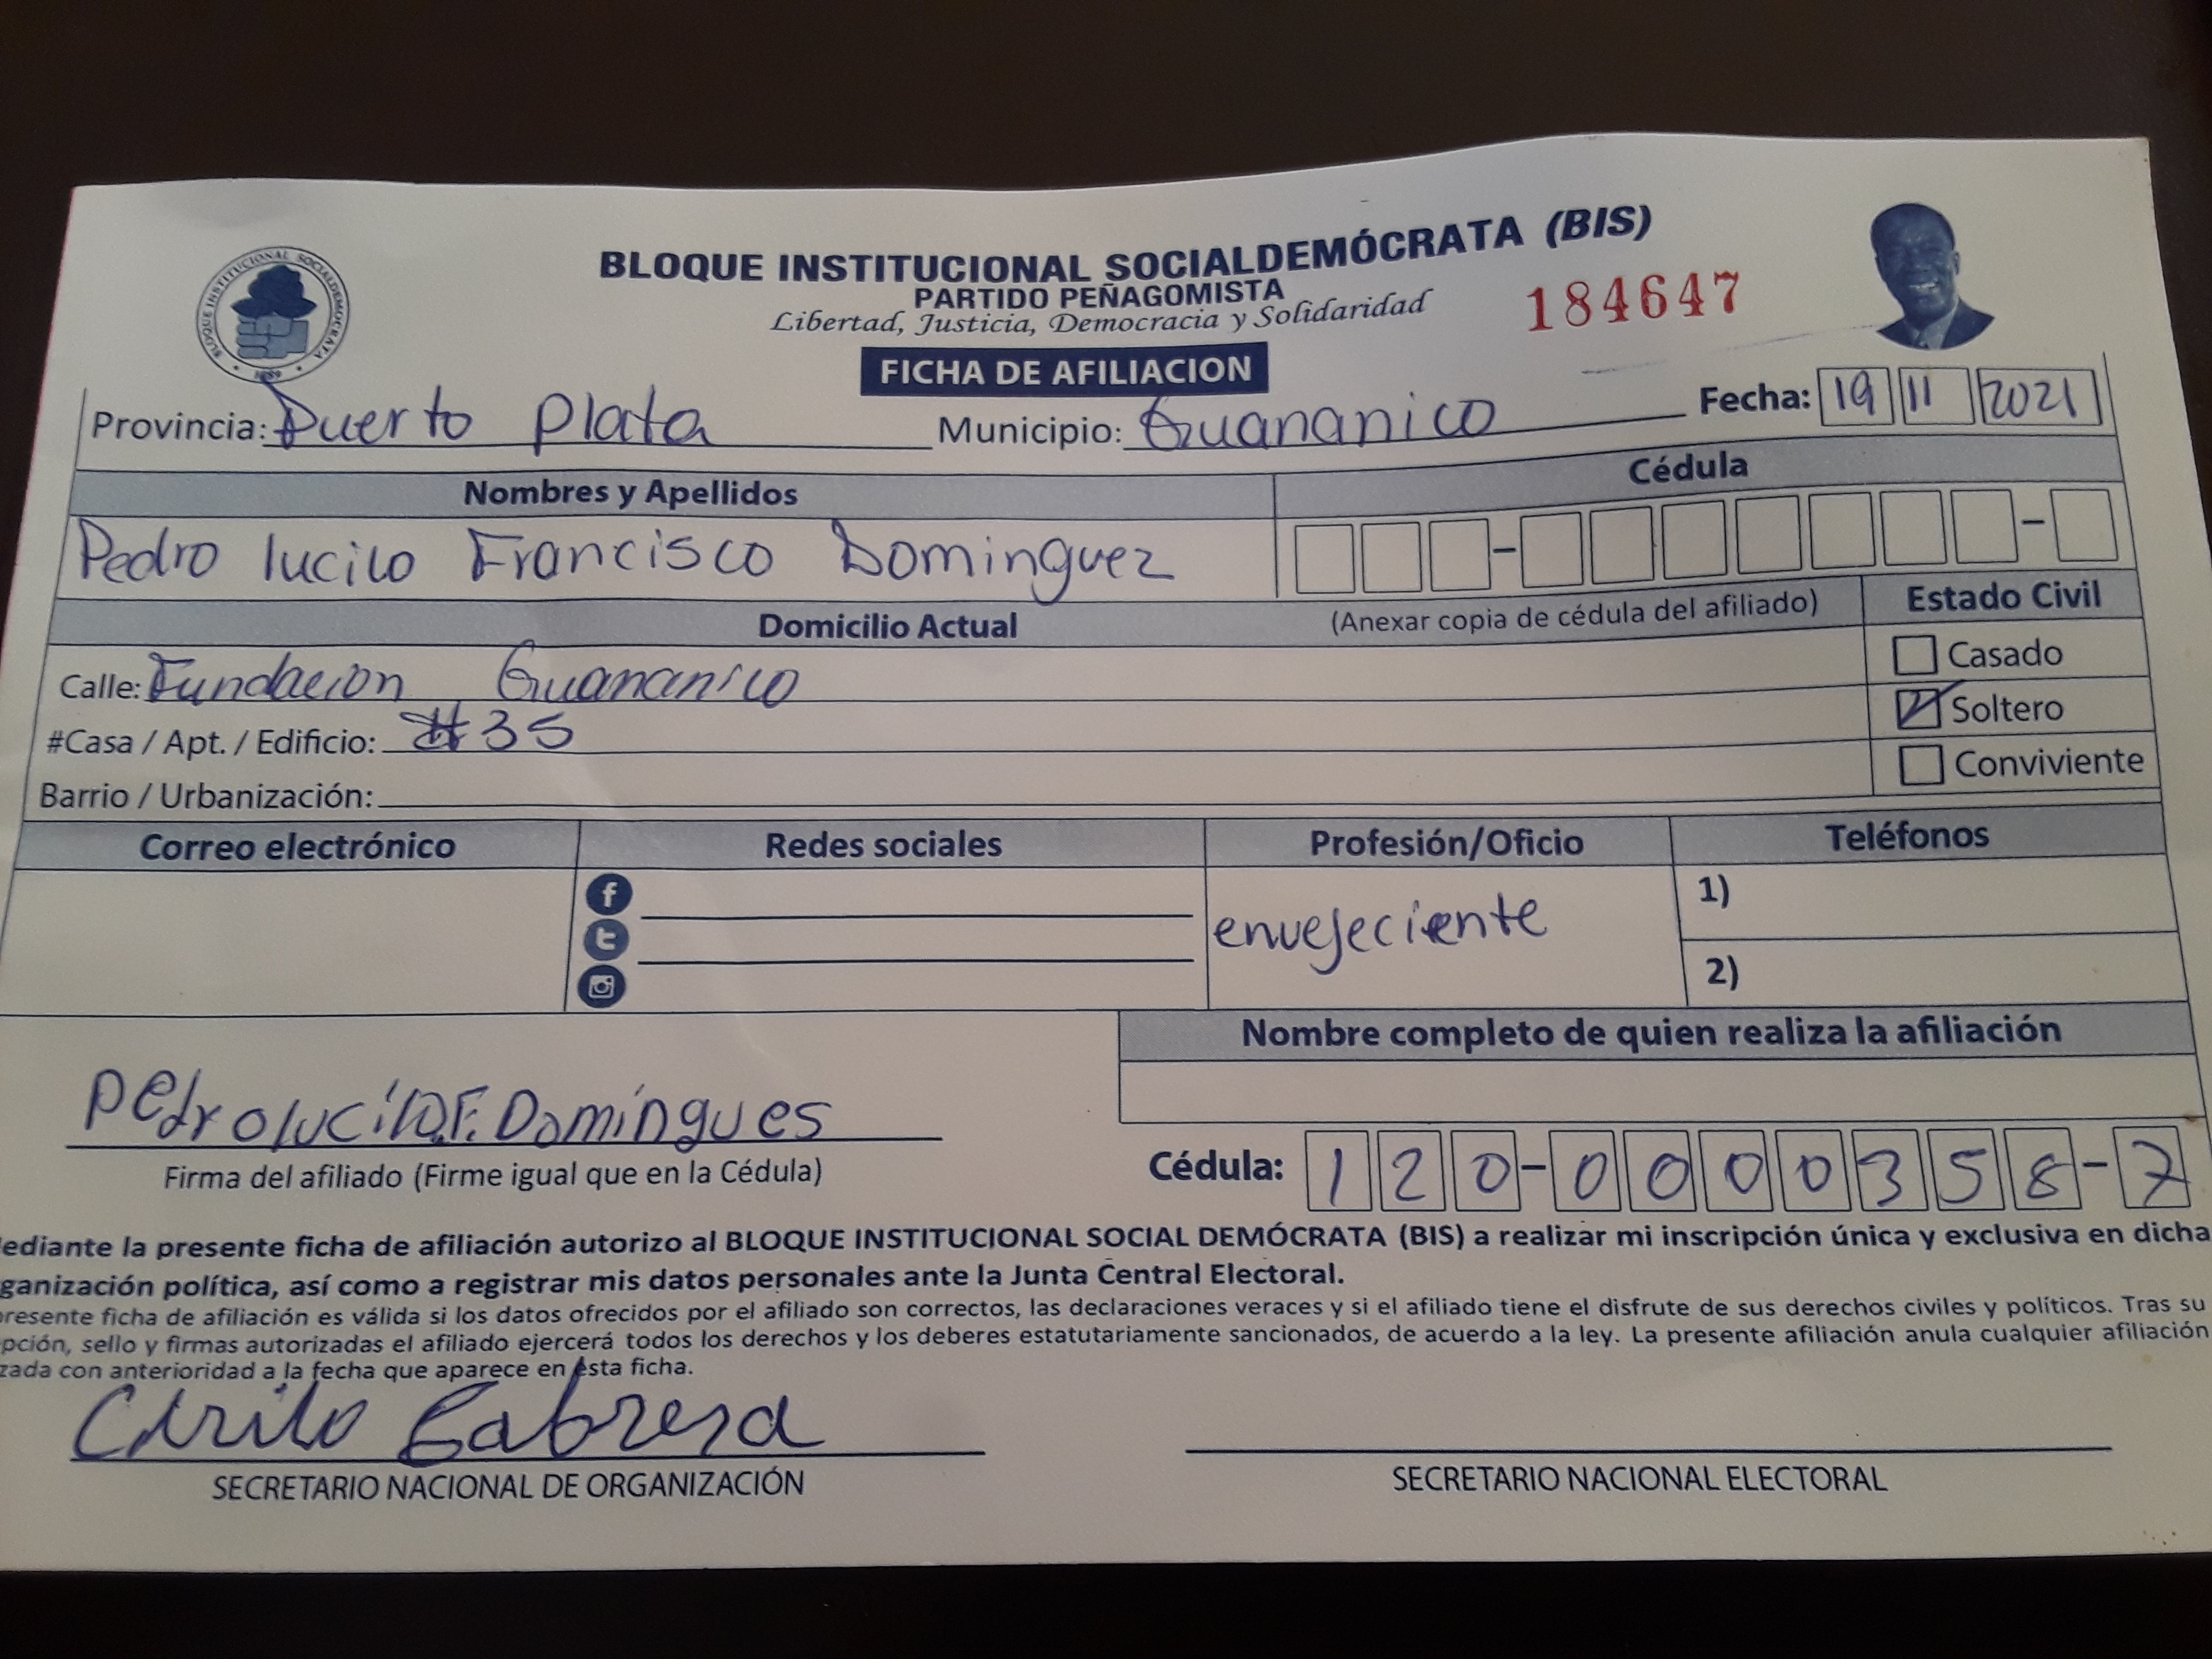 BLOQUE INSTITUCIONAL SOCIALDEMÓCRATA (BIS)
PARTIDO PEÑAGOMISTA
Libertad, Justicia, Democracia y Solidaridad
184647
BLOQUE INSTITUCIONAL SOCIALDEMOCRATA
FICHA DE AFILIACION
Provincia: Puerto Plata Municipio: Guananico Fecha: 19 11 2021
Nombres y Apellidos Cédula
Pedro lucilo Francisco Dominguez
Domicilio Actual (Anexar copia de cédula del afiliado) Estado Civil
Calle: Fundacion Guananico Casado
#Casa / Apt. / Edificio: #35 Soltero
Barrio / Urbanización: Conviviente
Correo electrónico Redes sociales Profesión/Oficio Teléfonos
envejeciente 1)
2)
Nombre completo de quien realiza la afiliación
Pedro lucilo.F. Domíngues
Firma del afiliado (Firme igual que en la Cédula) Cédula: 120-0000358-7
ediante la presente ficha de afiliación autorizo al BLOQUE INSTITUCIONAL SOCIAL DEMÓCRATA (BIS) a realizar mi inscripción única y exclusiva en dicha
ganización política, así como a registrar mis datos personales ante la Junta Central Electoral.
presente ficha de afiliación es válida si los datos ofrecidos por el afiliado son correctos, las declaraciones veraces y si el afiliado tiene el disfrute de sus derechos civiles y políticos. Tras su
pción, sello y firmas autorizadas el afiliado ejercerá todos los derechos y los deberes estatutariamente sancionados, de acuerdo a la ley. La presente afiliación anula cualquier afiliación
zada con anterioridad a la fecha que aparece en ésta ficha.
Cirilo Cabrera
SECRETARIO NACIONAL DE ORGANIZACIÓN SECRETARIO NACIONAL ELECTORAL